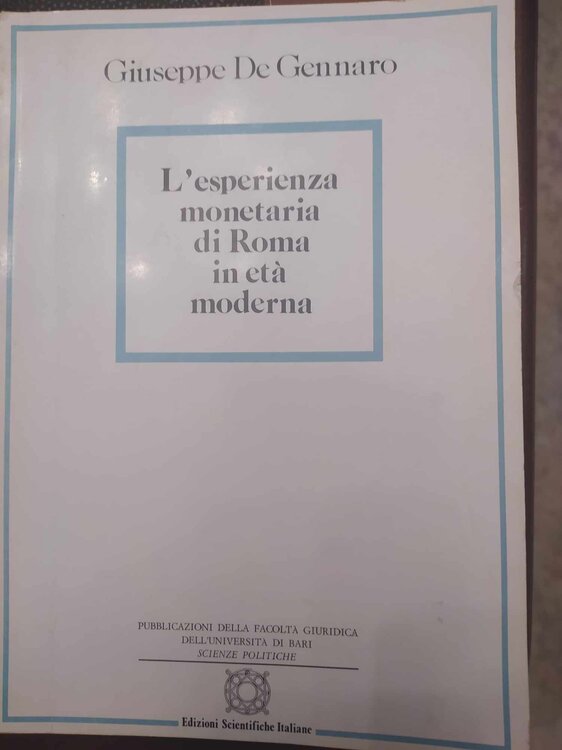 Giuseppe De Gennaro
L'esperienza
monetaria
di Roma
in età
moderna
PUBBLICAZIONI DELLA FACOLTÀ GIURIDICA
DELL'UNIVERSITÀ DI BARI
SCIENZE POLITICHE
Edizioni Scientifiche Italiane